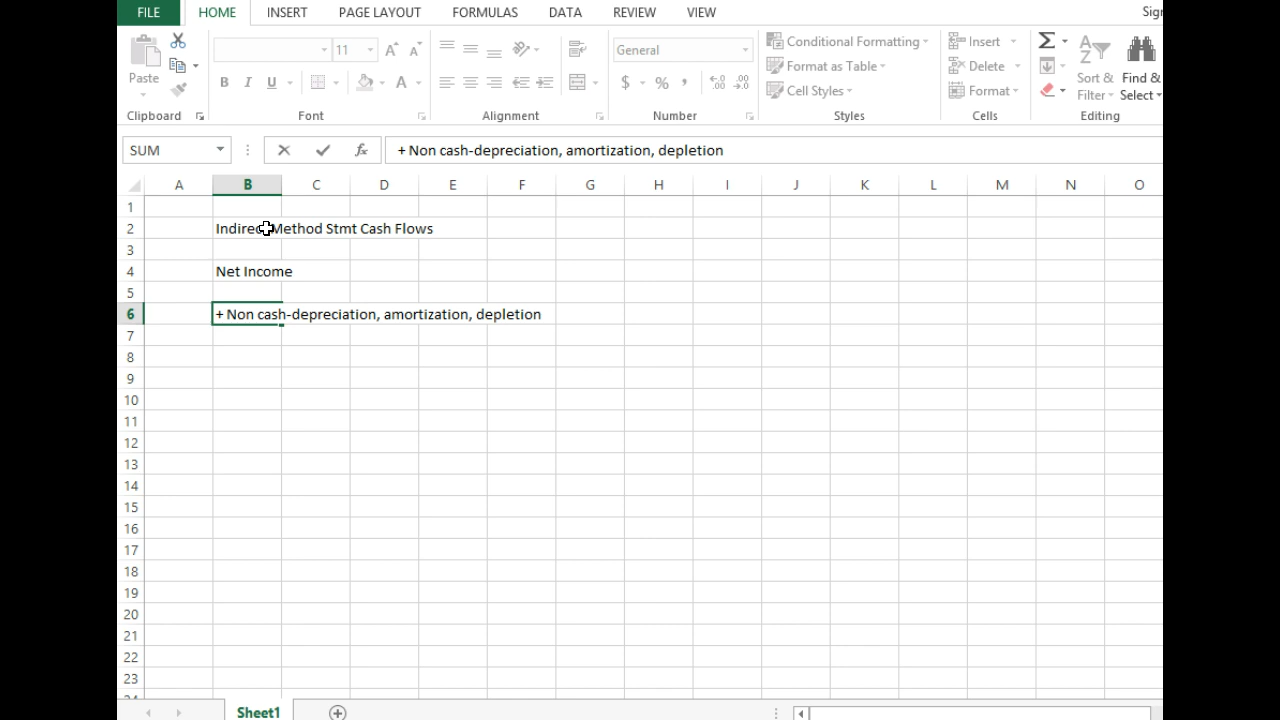 FILE HOME INSERT PAGE LAYOUT FORMULAS DATA REVIEW VIEW
11 General Conditional Formatting Insert
Paste Format as Table Delete Sort & Find &
B I U A $ % , Cell Styles Format Filter Select
Clipboard Font Alignment Number Styles Cells Editing
SUM fx + Non cash-depreciation, amortization, depletion
A B C D E F G H I J K L M N O
1
2 Method Stmt Cash Flows
3
4 Net Income
5
6 + Non cash-depreciation, amortization, depletion
7
8
9
10
11
12
13
14
15
16
17
18
19
20
21
22
23
Sheet1